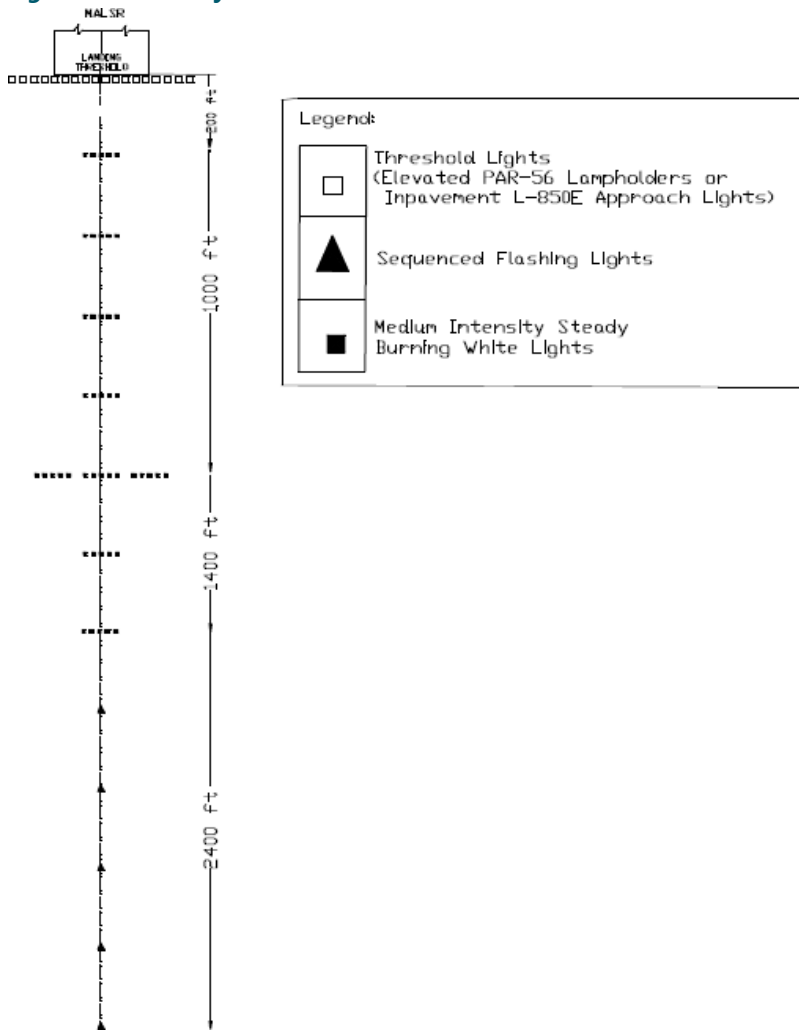 MALSR
LANDING
THRESHOLD
200 ft
1000 ft
1400 ft
2400 ft
Legend:
Threshold Lights
(Elevated PAR-56 Lampholders or
Inpavement L-850E Approach Lights)
Sequenced Flashing Lights
Medium Intensity Steady
Burning White Lights